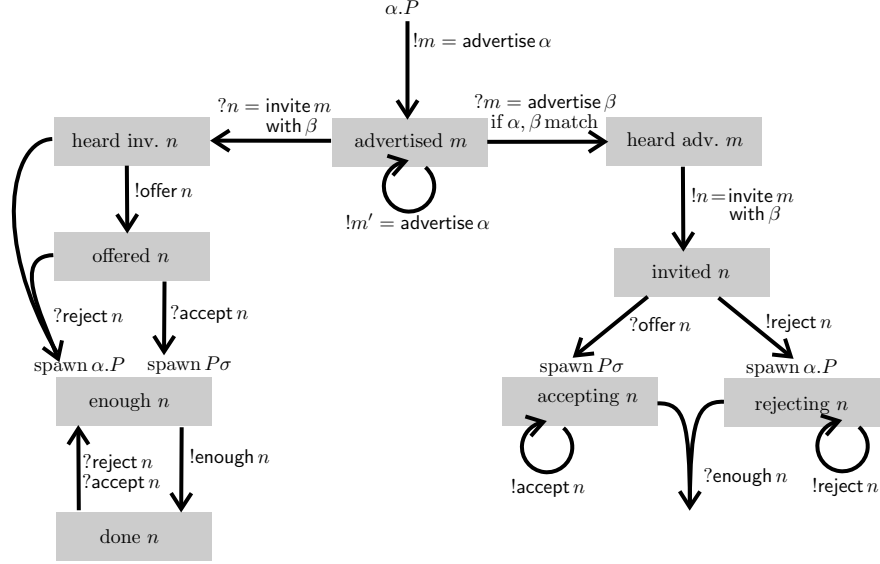 α.P
!m = advertise α
?n = invite m
with β
?m = advertise β
if α, β match
heard inv. n
advertised m
heard adv. m
!offer n
!m′ = advertise α
!n = invite m
with β
offered n
invited n
?reject n
?accept n
?offer n
!reject n
spawn α.P
spawn Pσ
spawn Pσ
spawn α.P
enough n
accepting n
rejecting n
?reject n
?accept n
!enough n
!accept n
?enough n
!reject n
done n